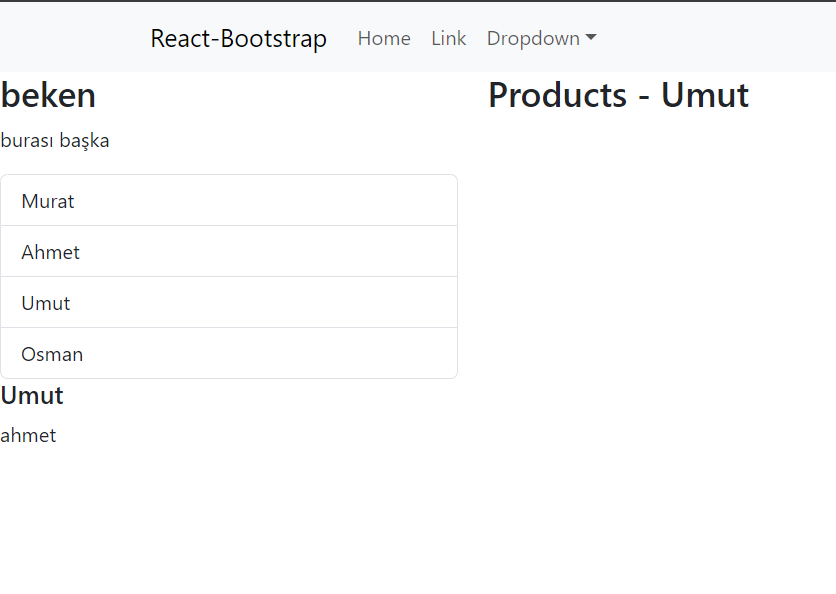 React-Bootstrap Home Link Dropdown
beken
burası başka
Murat
Ahmet
Umut
Osman
Umut
ahmet
Products - Umut